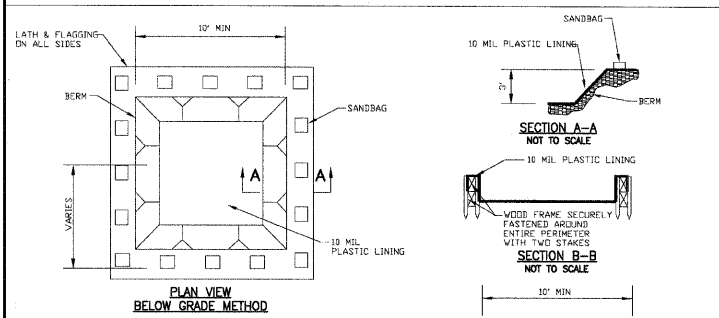 LATH & FLAGGING
ON ALL SIDES
10' MIN
BERM
SANDBAG
VARIES
A
A
10 MIL
PLASTIC LINING
PLAN VIEW
BELOW GRADE METHOD
SANDBAG
10 MIL PLASTIC LINING
3'
BERM
SECTION A-A
NOT TO SCALE
10 MIL PLASTIC LINING
WOOD FRAME SECURELY
FASTENED AROUND
ENTIRE PERIMETER
WITH TWO STAKES
SECTION B-B
NOT TO SCALE
10' MIN